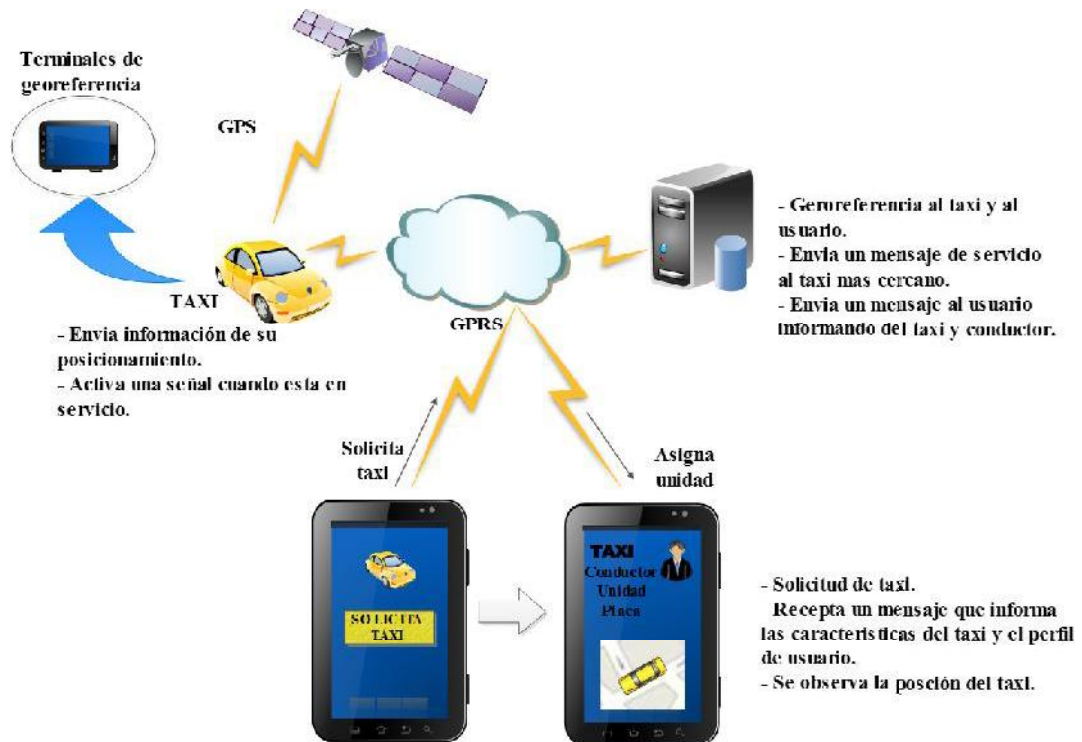 Terminales de
georeferencia
GPS
TAXI
- Envia información de su
posicionamiento.
- Activa una señal cuando esta en
servicio.
GPRS
- Geroreferencia al taxi y al
usuario.
- Envia un mensaje de servicio
al taxi mas cercano.
- Envia un mensaje al usuario
informando del taxi y conductor.
Solicita
taxi
Asigna
unidad
SOLICITA
TAXI
TAXI
Conductor
Unidad
Placa
- Solicitud de taxi.
Recepta un mensaje que informa
las caracteristicas del taxi y el perfil
de usuario.
- Se observa la posción del taxi.